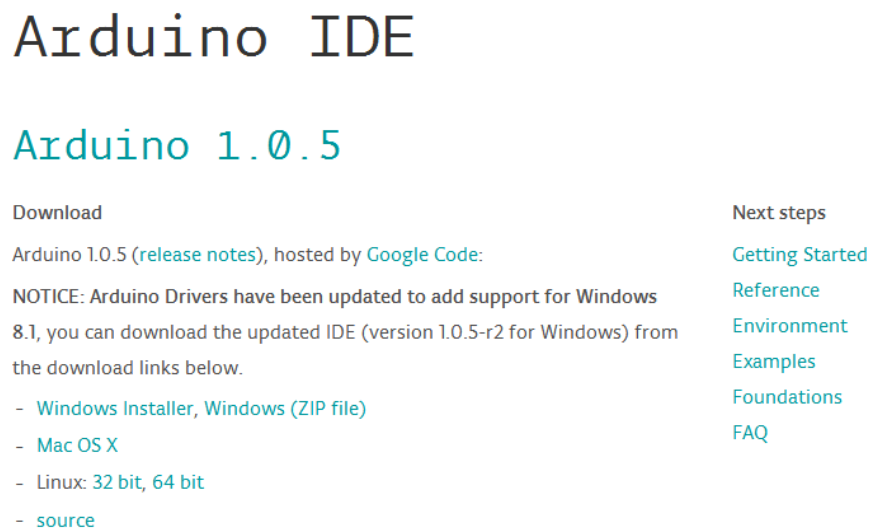 Arduino IDE
Arduino 1.0.5
Download
Arduino 1.0.5 (release notes), hosted by Google Code:
NOTICE: Arduino Drivers have been updated to add support for Windows
8.1, you can download the updated IDE (version 1.0.5-r2 for Windows) from
the download links below.
- Windows Installer, Windows (ZIP file)
- Mac OS X
- Linux: 32 bit, 64 bit
- source
Next steps
Getting Started
Reference
Environment
Examples
Foundations
FAQ